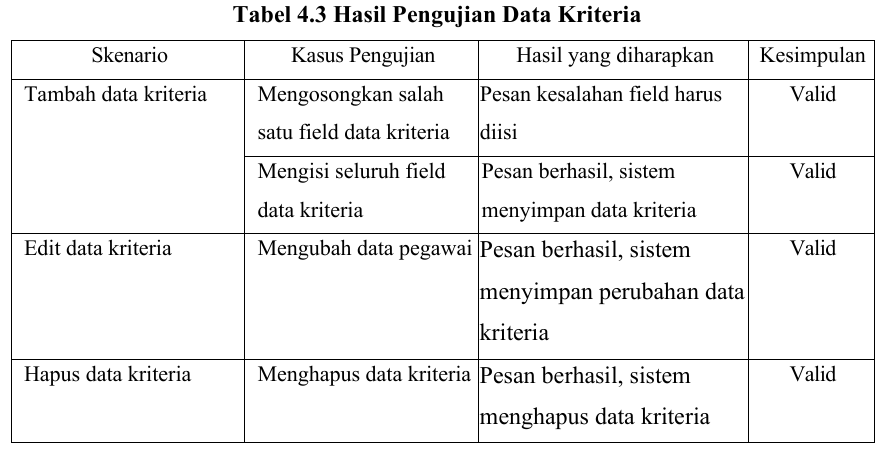 Tabel 4.3 Hasil Pengujian Data Kriteria
Skenario Kasus Pengujian Hasil yang diharapkan Kesimpulan
Tambah data kriteria Mengosongkan salah Pesan kesalahan field harus Valid
satu field data kriteria diisi
Mengisi seluruh field Pesan berhasil, sistem Valid
data kriteria menyimpan data kriteria
Edit data kriteria Mengubah data pegawai Pesan berhasil, sistem Valid
menyimpan perubahan data
kriteria
Hapus data kriteria Menghapus data kriteria Pesan berhasil, sistem Valid
menghapus data kriteria